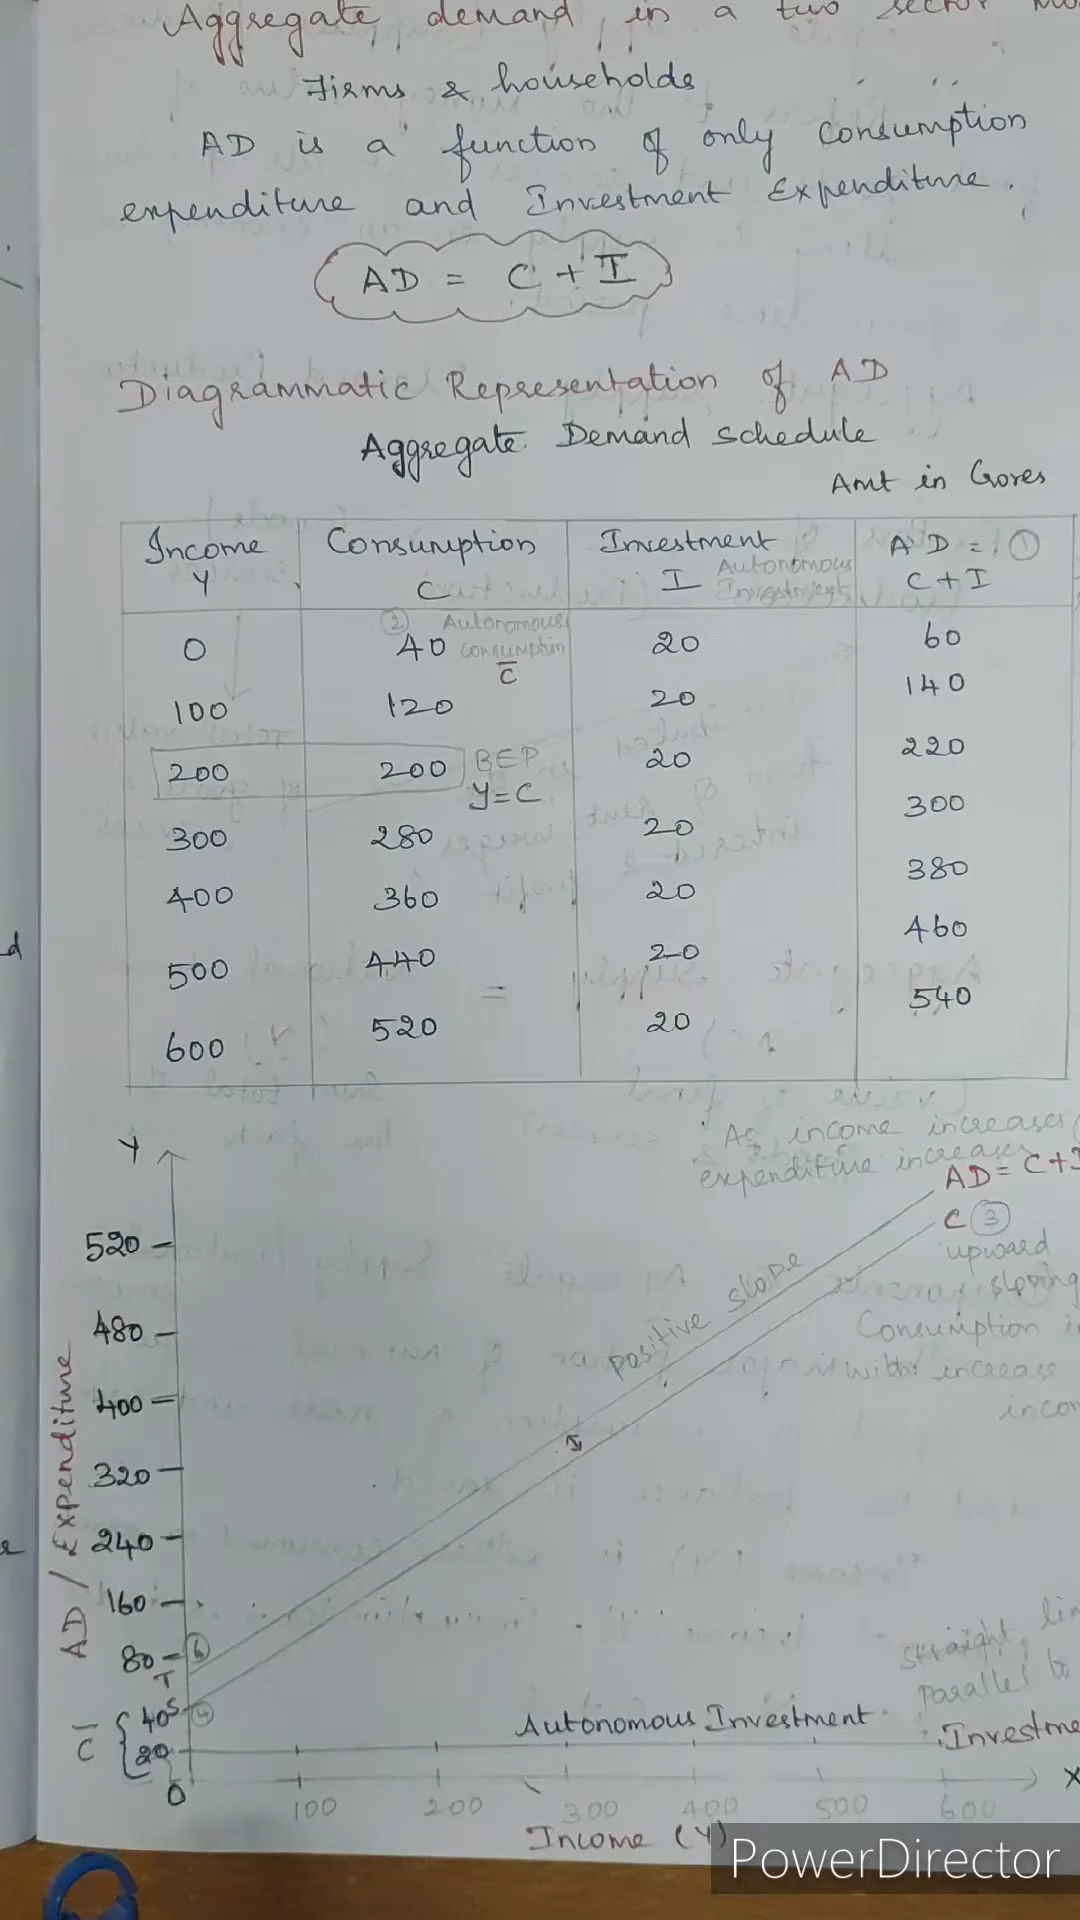 Aggregate demand in a two sector
Firms & households
AD is a function of only consumption
expenditure and Investment Expenditure.
AD = C + I
Diagrammatic Representation of AD
Aggregate Demand schedule
Amt in Crores
Income Y | Consumption C | Investment I Autonomous Investment | AD = C + I ①
0 | ② 40 Autonomous consumption C̅ | 20 | 60
100 | 120 | 20 | 140
200 | 200 BEP Y=C | 20 | 220
300 | 280 | 20 | 300
400 | 360 | 20 | 380
500 | 440 | 20 | 460
600 | 520 | 20 | 540
As income increases
expenditure increases
AD = C+I
C ③
upward
sloping
Consumption
with increase
Y
520
480
400
320
240
160
80
T
40 S
20
O
C̅
AD / Expenditure
positive slope
I
⑥
④
straight
parallel to
Autonomous Investment
100 200 300 400 500 600
X
Income (Y)
PowerDirector